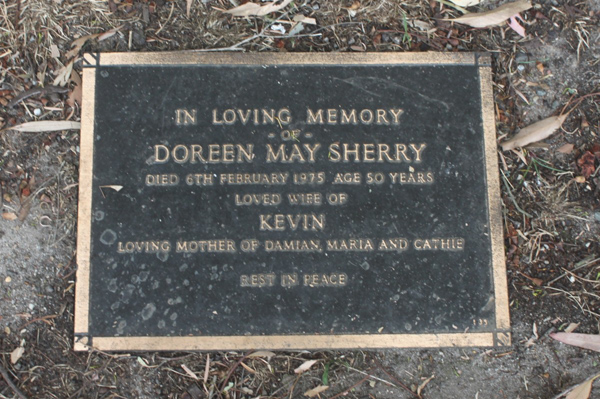 IN LOVING MEMORY
- OF -
DOREEN MAY SHERRY
DIED 6TH FEBRUARY 1975 AGE 50 YEARS
LOVED WIFE OF
KEVIN
LOVING MOTHER OF DAMIAN, MARIA AND CATHIE
REST IN PEACE